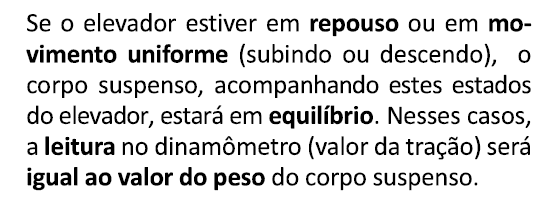 Se o elevador estiver em repouso ou em mo-
vimento uniforme (subindo ou descendo), o
corpo suspenso, acompanhando estes estados
do elevador, estará em equilíbrio. Nesses casos,
a leitura no dinamômetro (valor da tração) será
igual ao valor do peso do corpo suspenso.